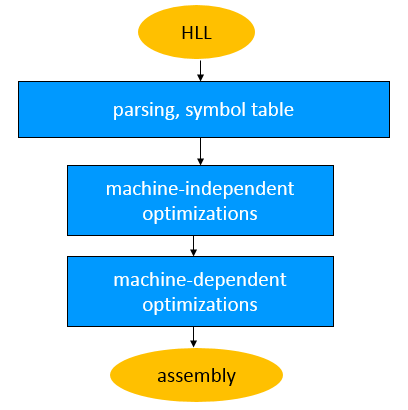 HLL
parsing, symbol table
machine-independent
optimizations
machine-dependent
optimizations
assembly